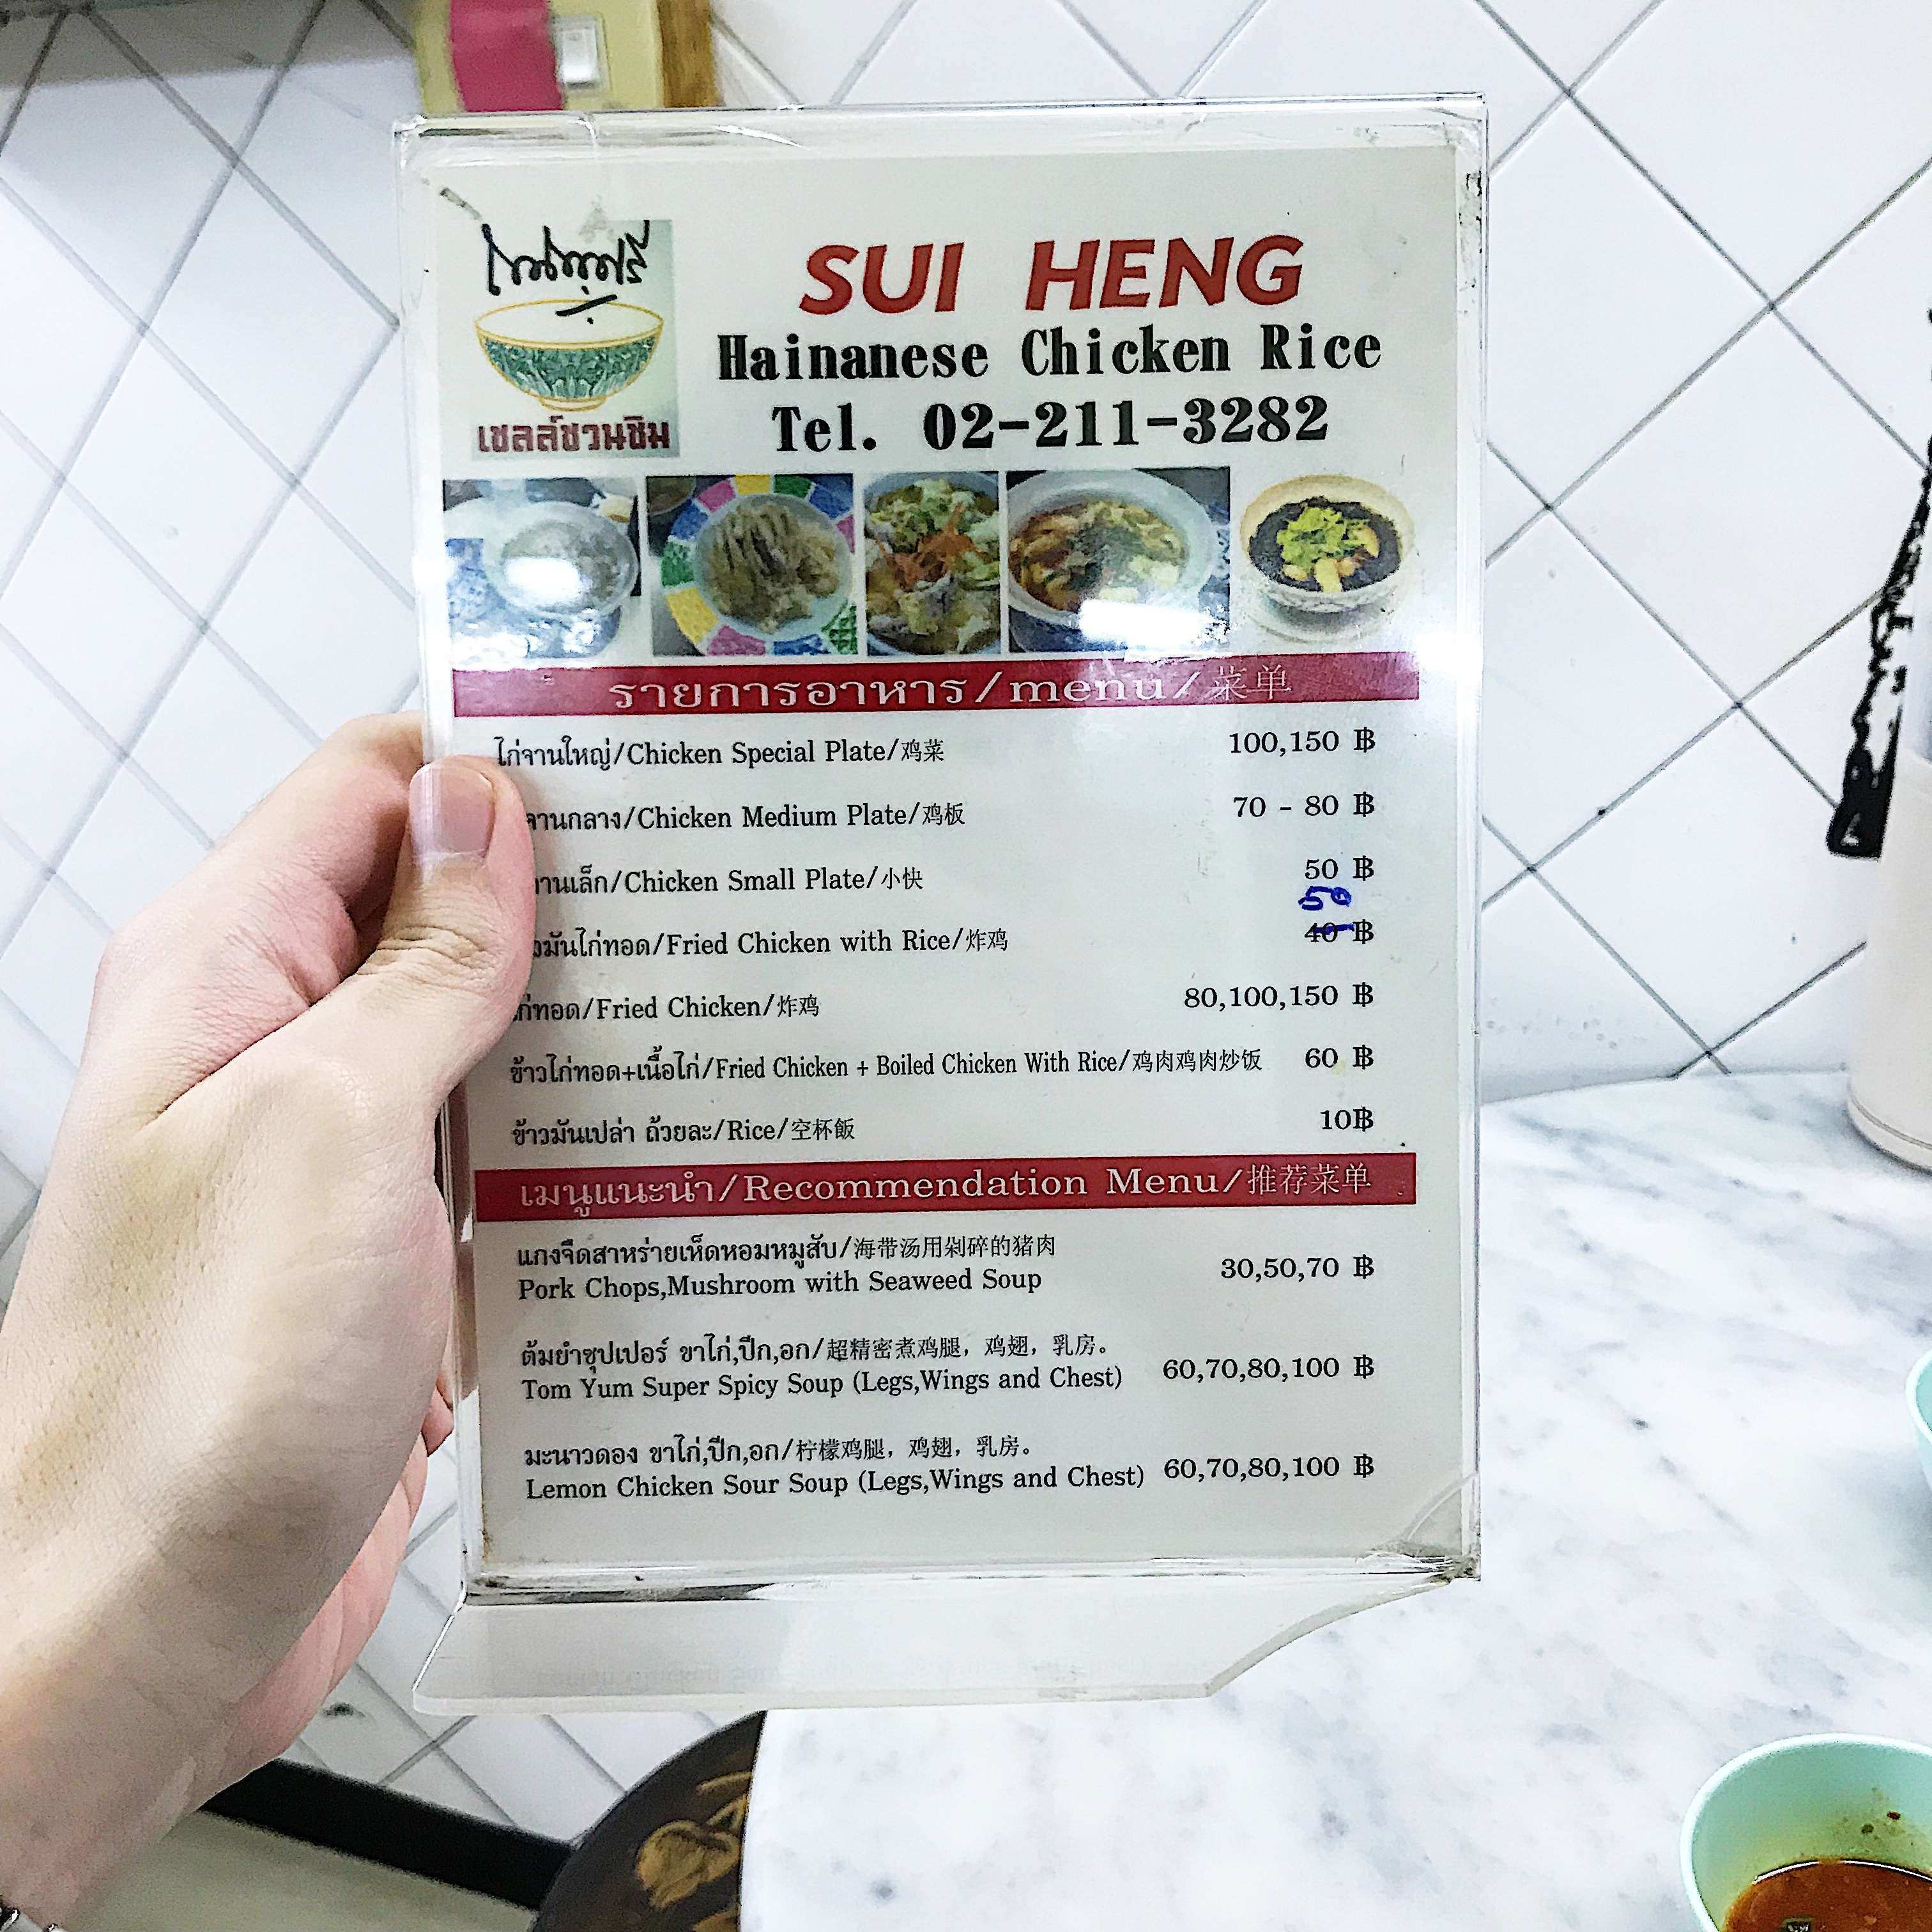 เชลล์ชวนชิม
SUI HENG
Hainanese Chicken Rice
Tel. 02-211-3282
รายการอาหาร/menu/菜单
ไก่จานใหญ่/Chicken Special Plate/鸡菜 100,150 ฿
จานกลาง/Chicken Medium Plate/鸡板 70 - 80 ฿
จานเล็ก/Chicken Small Plate/小快 50 ฿
50
มันไก่ทอด/Fried Chicken with Rice/炸鸡 40 ฿
ไก่ทอด/Fried Chicken/炸鸡 80,100,150 ฿
ข้าวไก่ทอด+เนื้อไก่/Fried Chicken + Boiled Chicken With Rice/鸡肉鸡肉炒饭 60 ฿
ข้าวมันเปล่า ถ้วยละ/Rice/空杯飯 10฿
เมนูแนะนำ/Recommendation Menu/推荐菜单
แกงจืดสาหร่ายเห็ดหอมหมูสับ/海带汤用剁碎的猪肉
Pork Chops,Mushroom with Seaweed Soup 30,50,70 ฿
ต้มยำซุปเปอร์ ขาไก่,ปีก,อก/超精密煮鸡腿，鸡翅，乳房。
Tom Yum Super Spicy Soup (Legs,Wings and Chest) 60,70,80,100 ฿
มะนาวดอง ขาไก่,ปีก,อก/柠檬鸡腿，鸡翅，乳房。
Lemon Chicken Sour Soup (Legs,Wings and Chest) 60,70,80,100 ฿